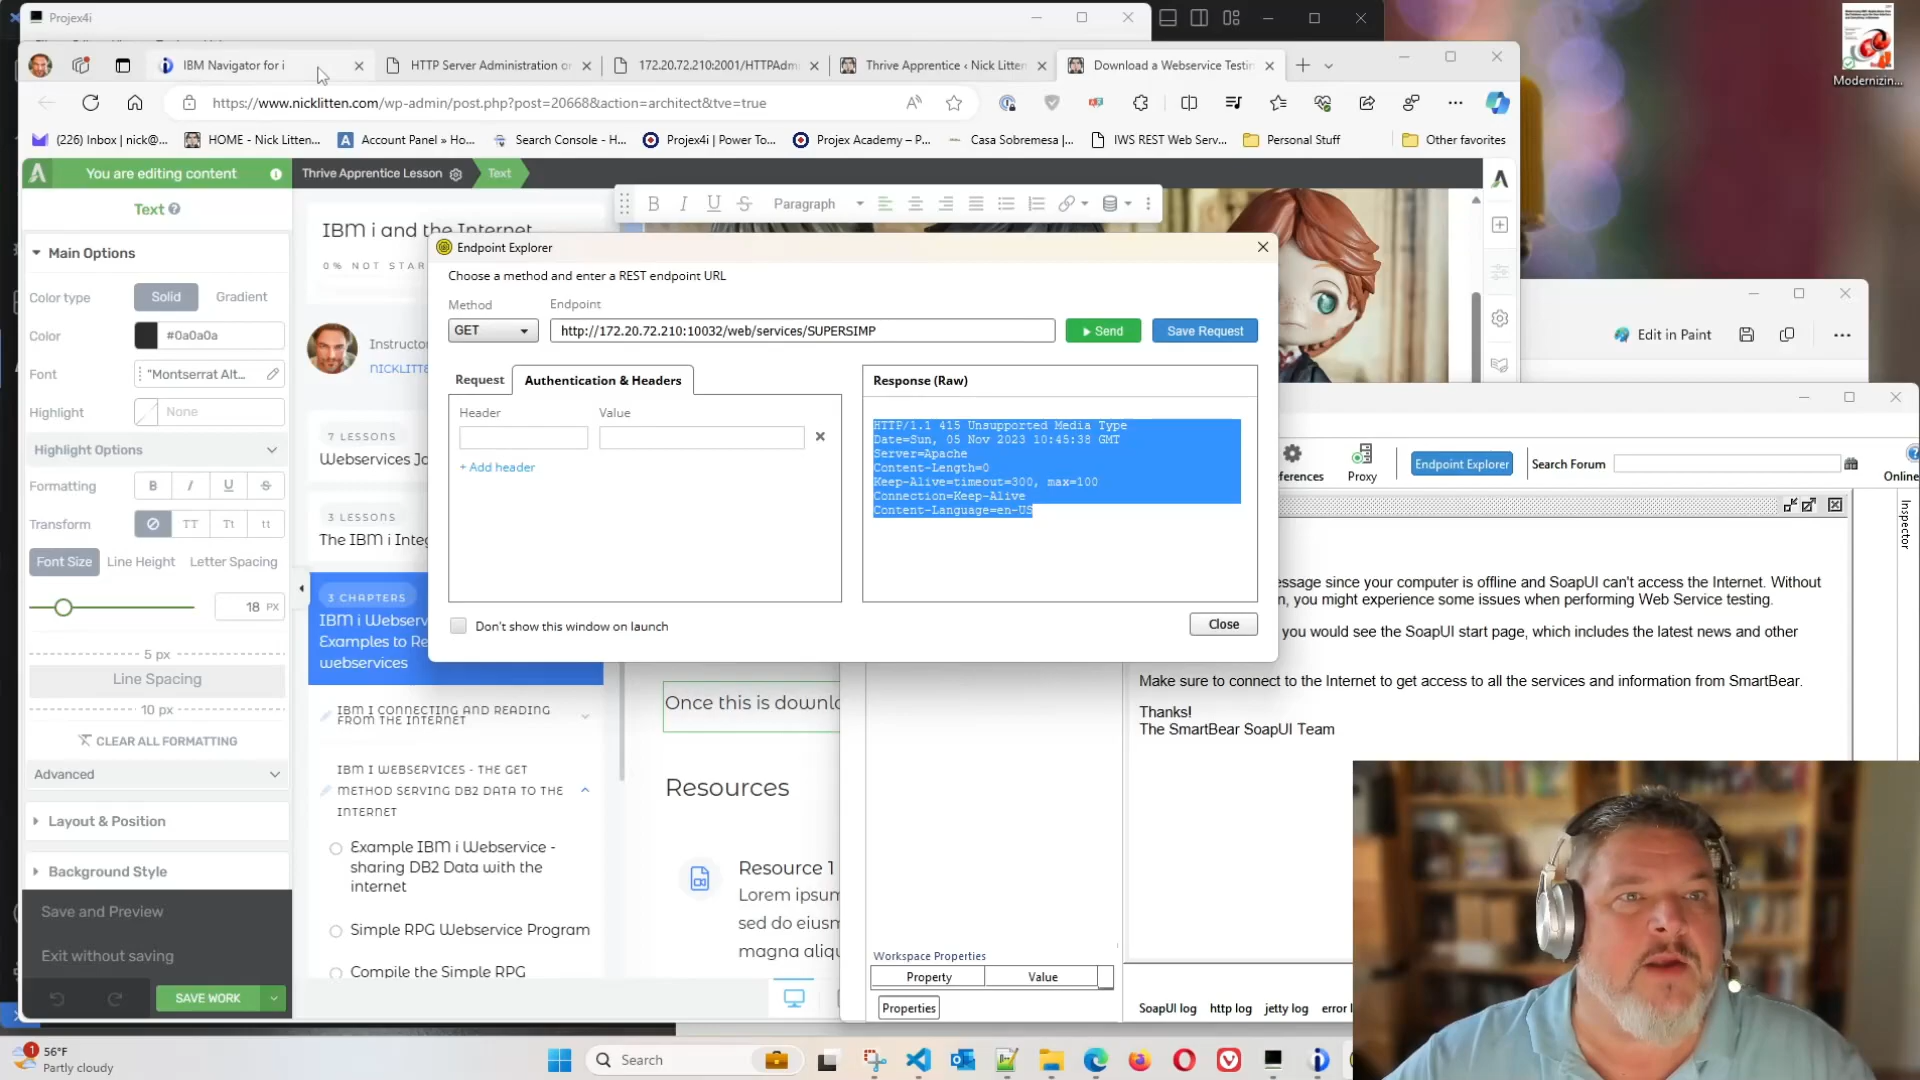 Projex4i
IBM Navigator for i
HTTP Server Administration or
172.20.72.210:2001/HTTPAdm
Thrive Apprentice ‹ Nick Litten
Download a Webservice Testin
https://www.nicklitten.com/wp-admin/post.php?post=20668&action=architect&tve=true
(226) Inbox | nick@...
HOME - Nick Litten...
Account Panel » Ho...
Search Console - H...
Projex4i | Power To...
Projex Academy – P...
Casa Sobremesa |...
IWS REST Web Serv...
Personal Stuff
Other favorites
Modernizin...
You are editing content
Thrive Apprentice Lesson
Text
Text
Paragraph
Main Options
Color type
Solid
Gradient
Color
#0a0a0a
Font
"Montserrat Alt...
Highlight
None
Highlight Options
Formatting
B I U S
Transform
TT Tt tt
Font Size
Line Height
Letter Spacing
18 PX
5 px
Line Spacing
10 px
CLEAR ALL FORMATTING
Advanced
Layout & Position
Background Style
Save and Preview
Exit without saving
SAVE WORK
IBM i and the Internet
0% NOT STAR
Instructo
NICKLITTE
7 LESSONS
Webservices Jo
3 LESSONS
The IBM i Integ
3 CHAPTERS
IBM i Webserv
Examples to Re
webservices
IBM I CONNECTING AND READING
FROM THE INTERNET
IBM I WEBSERVICES - THE GET
METHOD SERVING DB2 DATA TO THE
INTERNET
Example IBM i Webservice -
sharing DB2 Data with the
internet
Simple RPG Webservice Program
Compile the Simple RPG
Endpoint Explorer
Choose a method and enter a REST endpoint URL
Method
Endpoint
GET
http://172.20.72.210:10032/web/services/SUPERSIMP
Send
Save Request
Request
Authentication & Headers
Header
Value
+ Add header
Response (Raw)
HTTP/1.1 415 Unsupported Media Type
Date=Sun, 05 Nov 2023 10:45:38 GMT
Server=Apache
Content-Length=0
Keep-Alive=timeout=300, max=100
Connection=Keep-Alive
Content-Language=en-US
Don't show this window on launch
Close
Once this is downlo
Resources
Resource 1
Lorem ipsum
sed do eiusm
magna aliqu
Edit in Paint
ferences
Proxy
Endpoint Explorer
Search Forum
Online
Inspector
ssage since your computer is offline and SoapUI can't access the Internet. Without
n, you might experience some issues when performing Web Service testing.
you would see the SoapUI start page, which includes the latest news and other
Make sure to connect to the Internet to get access to all the services and information from SmartBear.
Thanks!
The SmartBear SoapUI Team
Workspace Properties
Property
Value
Properties
SoapUI log
http log
jetty log
error l
1
56°F
Partly cloudy
Search